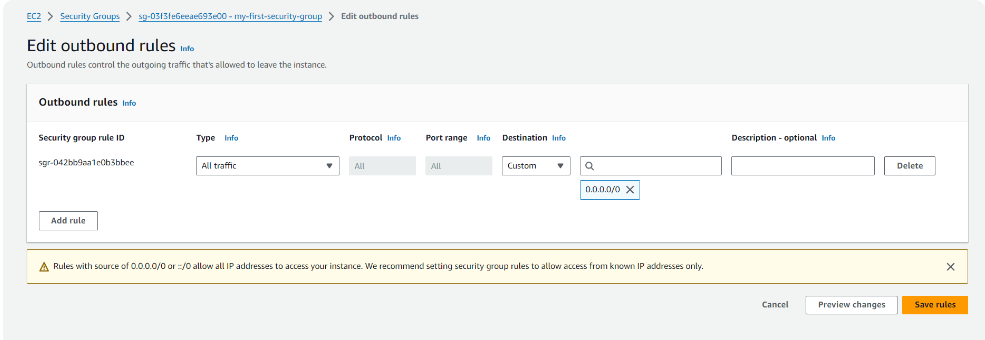 EC2 > Security Groups > sg-03f3fe6eeae693e00 - my-first-security-group > Edit outbound rules
Edit outbound rules Info
Outbound rules control the outgoing traffic that's allowed to leave the instance.
Outbound rules Info
Security group rule ID Type Info Protocol Info Port range Info Destination Info Description - optional Info
sgr-042bb9aa1e0b3bbee All traffic All All Custom Delete
0.0.0.0/0
Add rule
Rules with source of 0.0.0.0/0 or ::/0 allow all IP addresses to access your instance. We recommend setting security group rules to allow access from known IP addresses only.
Cancel Preview changes Save rules